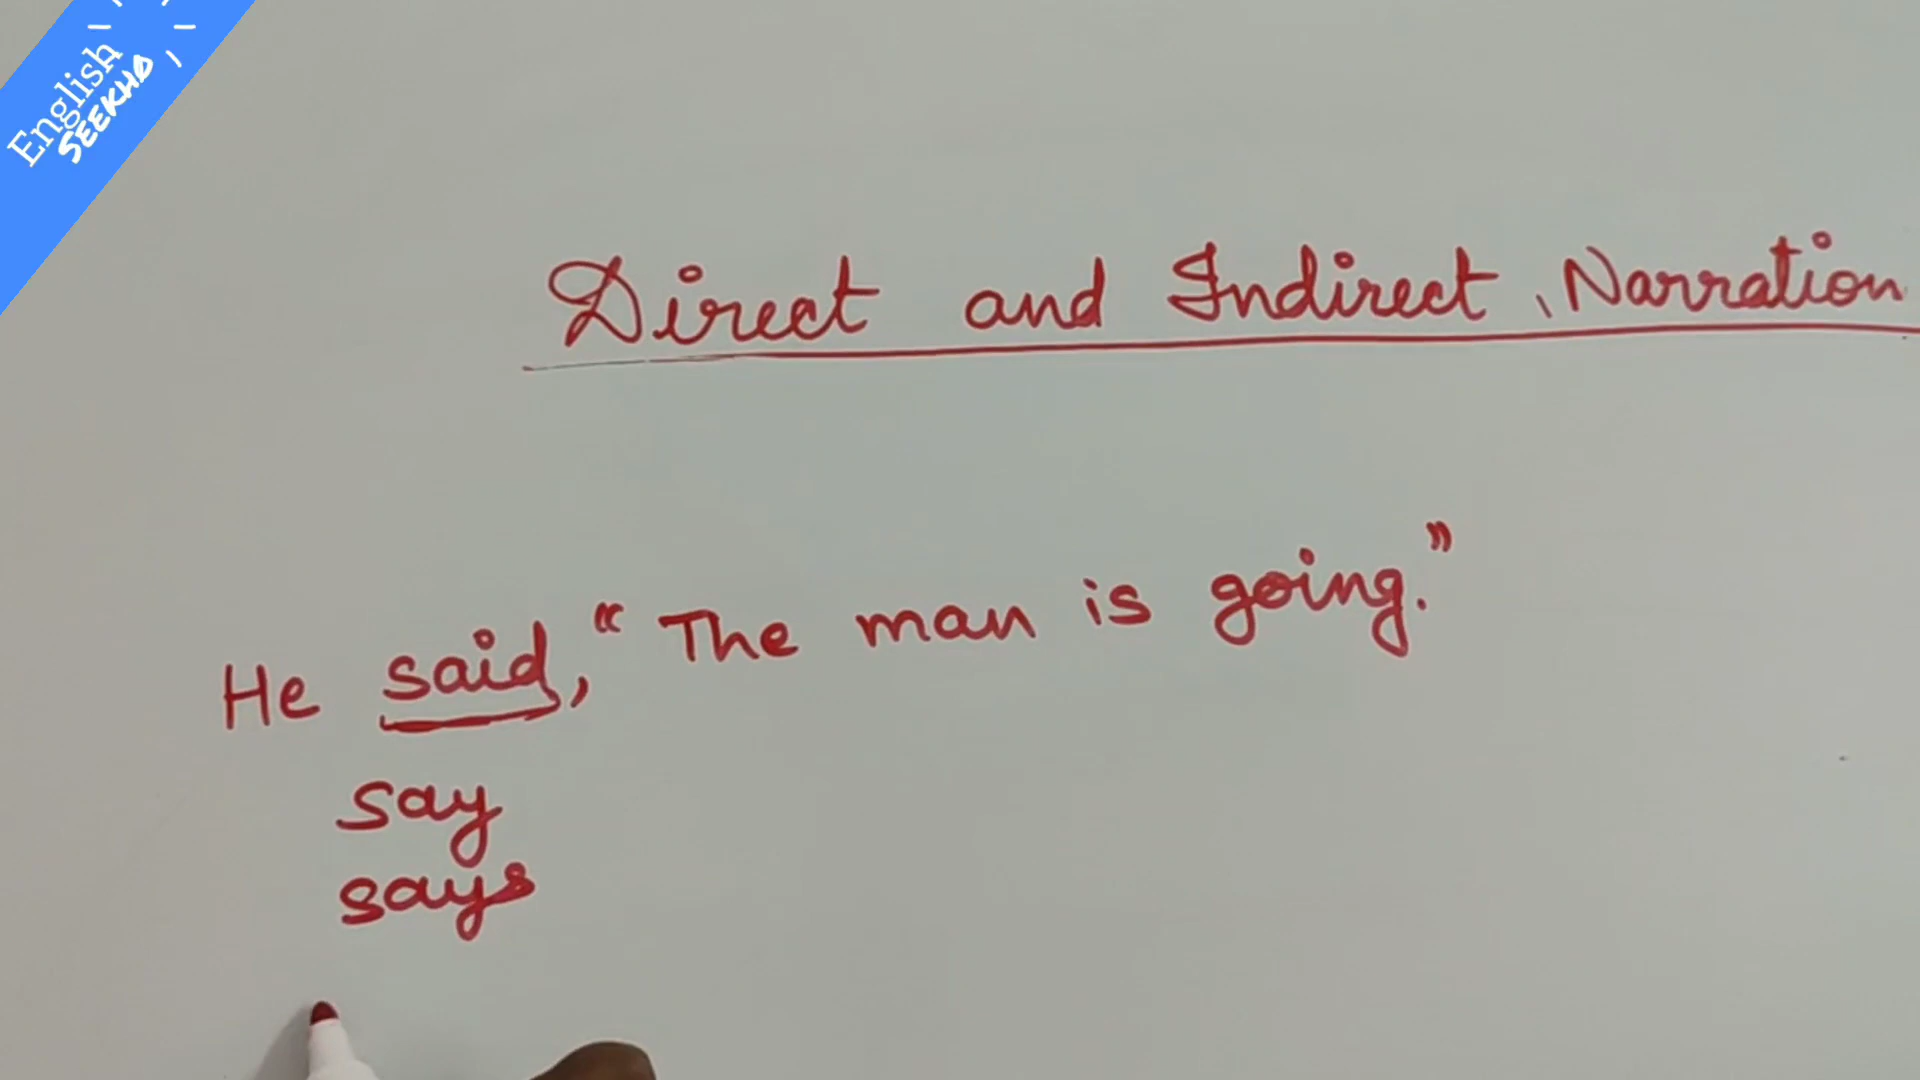 English
SEEKHO
Direct and Indirect Narration
He said, "The man is going."
say
says